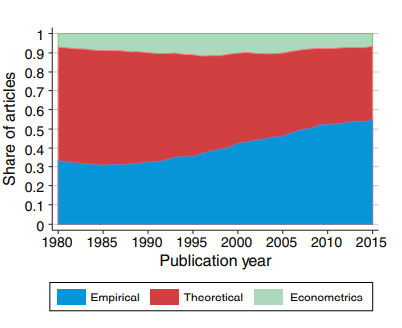 Share of articles
1
0.9
0.8
0.7
0.6
0.5
0.4
0.3
0.2
0.1
0
1980 1985 1990 1995 2000 2005 2010 2015
Publication year
Empirical Theoretical Econometrics